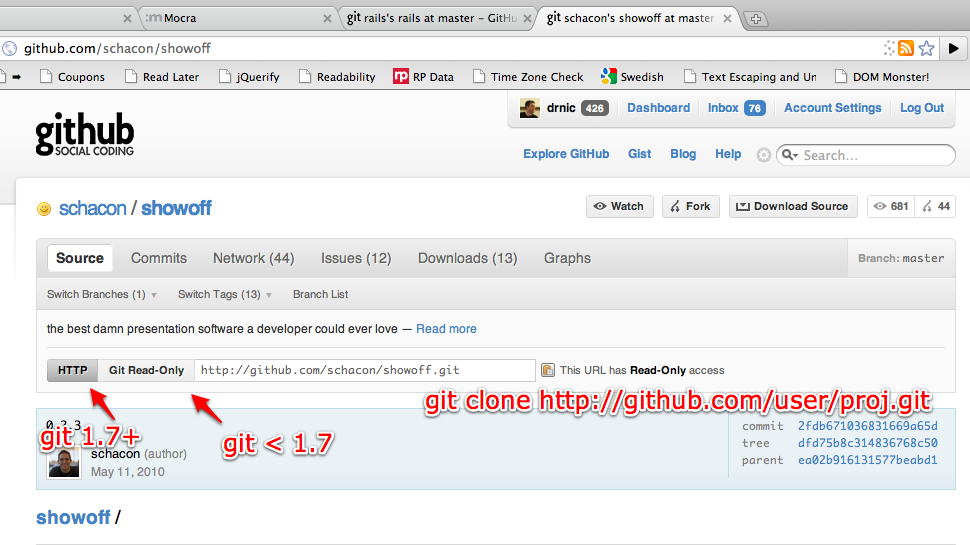 Mocra
git rails's rails at master – GitHu
git schacon's showoff at master
github.com/schacon/showoff
Coupons Read Later jQuerify Readability rp RP Data Time Zone Check Swedish Text Escaping and Un DOM Monster!
github
SOCIAL CODING
drnic 426 Dashboard Inbox 76 Account Settings Log Out
Explore GitHub Gist Blog Help Search...
schacon / showoff
Watch Fork Download Source 681 44
Source Commits Network (44) Issues (12) Downloads (13) Graphs Branch: master
Switch Branches (1) Switch Tags (13) Branch List
the best damn presentation software a developer could ever love — Read more
HTTP Git Read-Only http://github.com/schacon/showoff.git This URL has Read-Only access
git clone http://github.com/user/proj.git
git 1.7+
git < 1.7
0.2.3
schacon (author)
May 11, 2010
commit 2fdb671036831669a65d
tree dfd75b8c314836768c50
parent ea02b916131577beabd1
showoff /